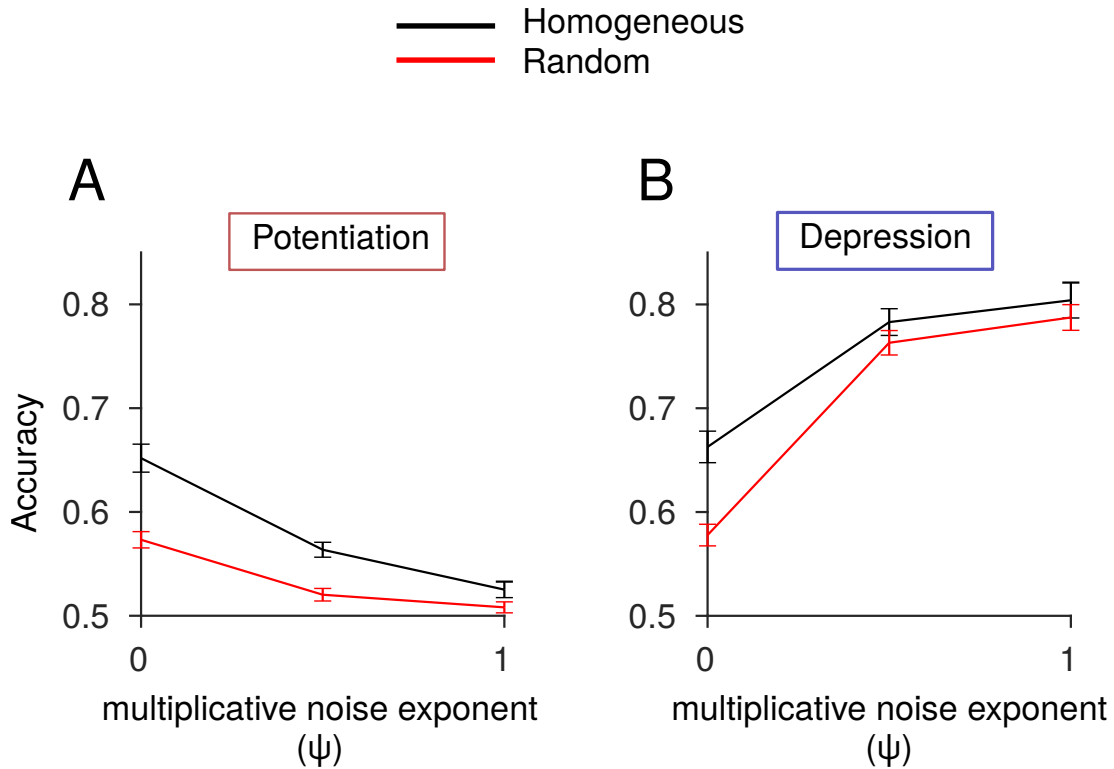 Homogeneous
Random
A
Potentiation
0.8
0.7
0.6
0.5
Accuracy
0
1
multiplicative noise exponent
(ψ)
B
Depression
0.8
0.7
0.6
0.5
0
1
multiplicative noise exponent
(ψ)